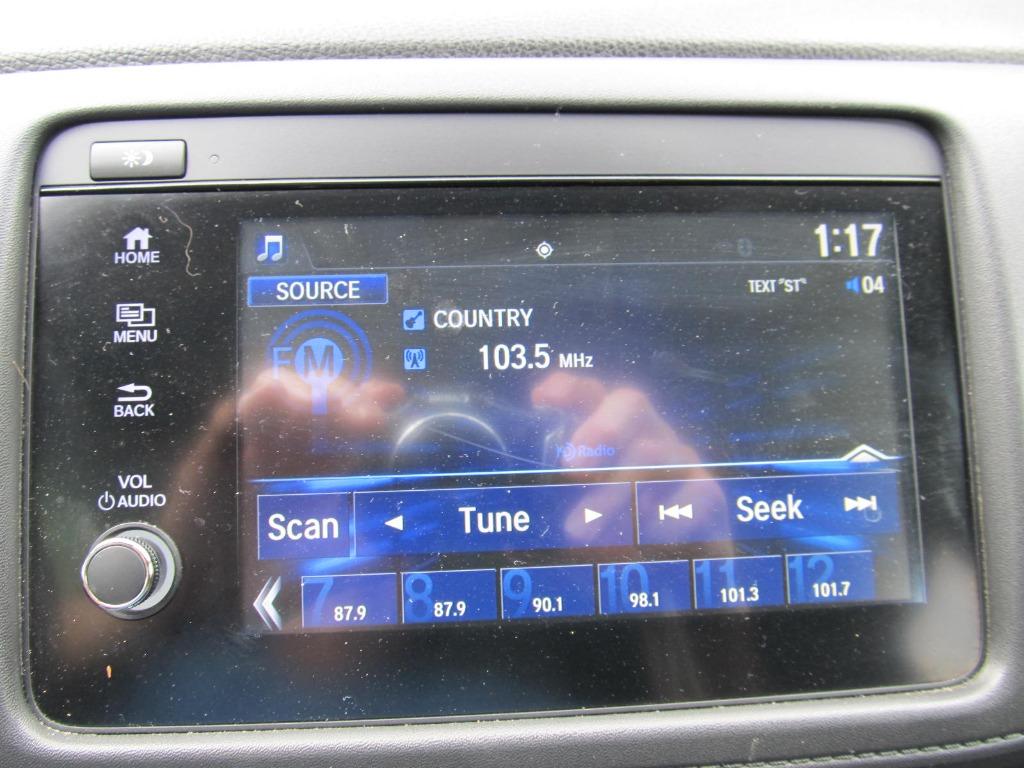 HOME
MENU
BACK
VOL
AUDIO
1:17
SOURCE
TEXT "ST"
04
FM
COUNTRY
103.5 MHz
HD Radio
Scan
Tune
Seek
7 87.9
8 87.9
9 90.1
10 98.1
11 101.3
12 101.7